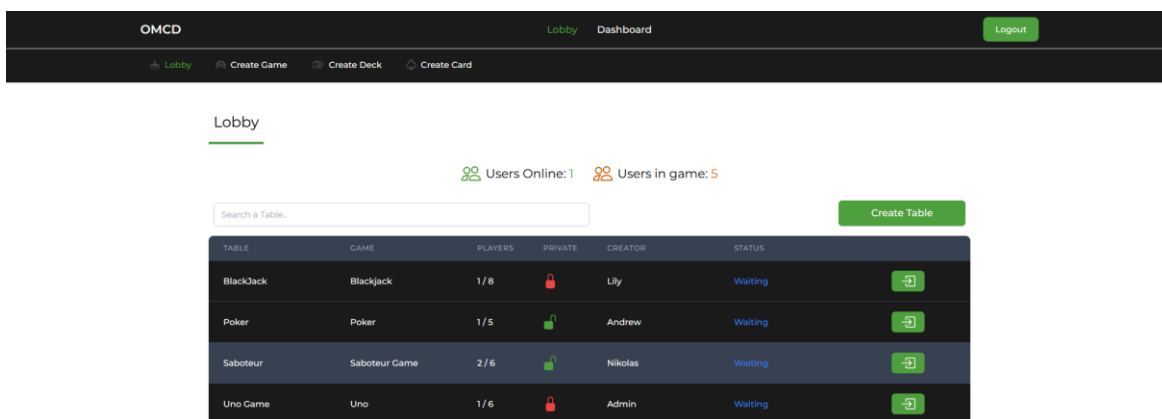 OMCD Lobby Dashboard Logout
Lobby Create Game Create Deck Create Card
Lobby
Users Online: 1 Users in game: 5
Search a Table.. Create Table
TABLE GAME PLAYERS PRIVATE CREATOR STATUS
BlackJack Blackjack 1/8 Lily Waiting
Poker Poker 1/5 Andrew Waiting
Saboteur Saboteur Game 2/6 Nikolas Waiting
Uno Game Uno 1/6 Admin Waiting